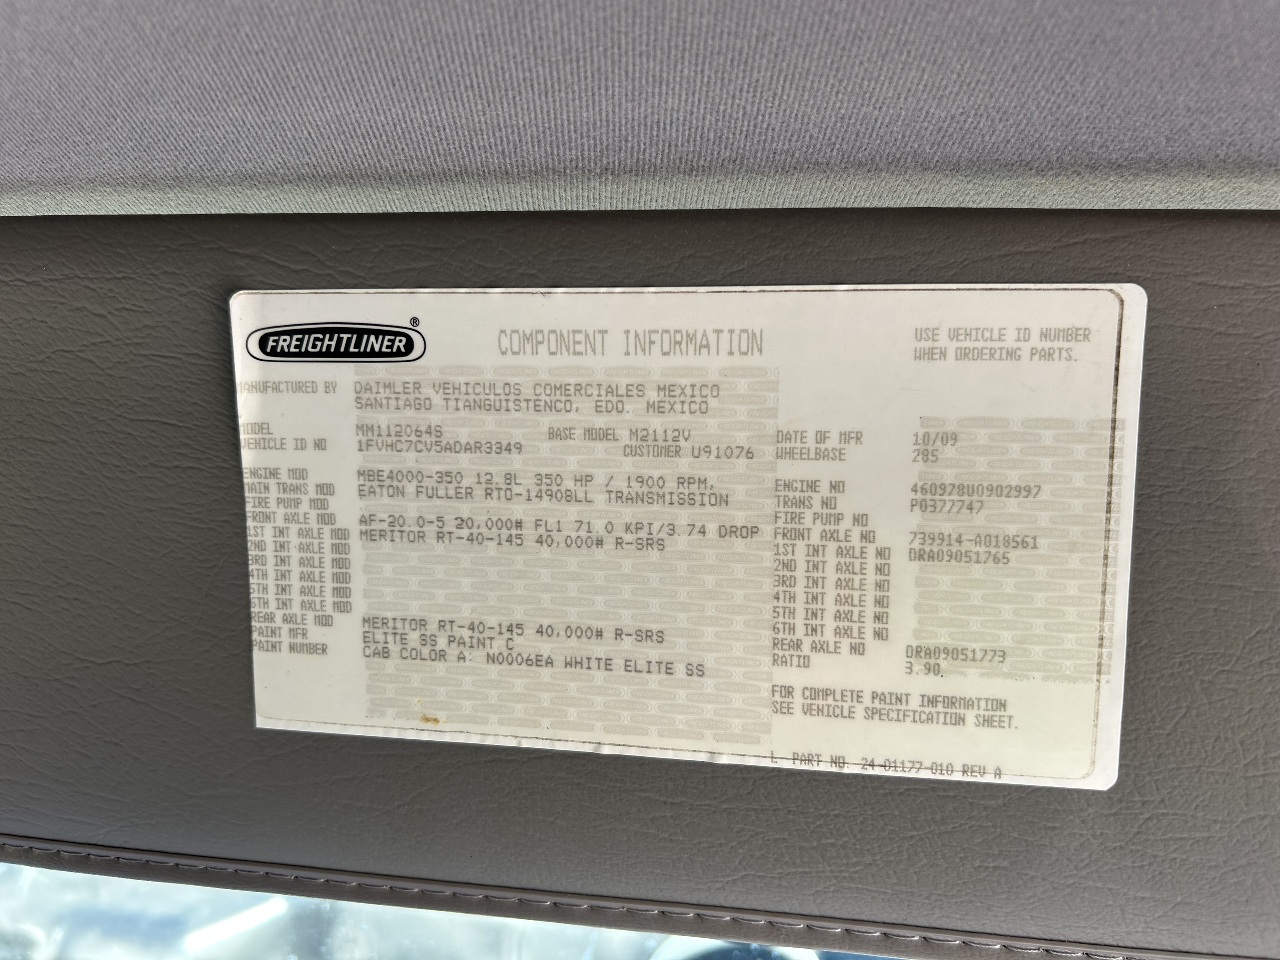 FREIGHTLINER®
COMPONENT INFORMATION
USE VEHICLE ID NUMBER
WHEN ORDERING PARTS.
MANUFACTURED BY DAIMLER VEHICULOS COMERCIALES MEXICO
SANTIAGO TIANGUISTENCO, EDO. MEXICO
MODEL MM112064S BASE MODEL M2112V DATE OF MFR 10/09
VEHICLE ID NO 1FVHC7CV5ADAR3349 CUSTOMER U91076 WHEELBASE 285
ENGINE MOD MBE4000-350 12.8L 350 HP / 1900 RPM, ENGINE NO 460978U0902997
MAIN TRANS MOD EATON FULLER RTO-14908LL TRANSMISSION TRANS NO P0377747
FIRE PUMP MOD FIRE PUMP NO
FRONT AXLE MOD AF-20.0-5 20,000# FL1 71.0 KPI/3.74 DROP FRONT AXLE NO 739914-A018561
1ST INT AXLE MOD MERITOR RT-40-145 40,000# R-SRS 1ST INT AXLE NO ORA09051765
2ND INT AXLE MOD 2ND INT AXLE NO
3RD INT AXLE MOD 3RD INT AXLE NO
4TH INT AXLE MOD 4TH INT AXLE NO
5TH INT AXLE MOD 5TH INT AXLE NO
6TH INT AXLE MOD 6TH INT AXLE NO
REAR AXLE MOD MERITOR RT-40-145 40,000# R-SRS REAR AXLE NO ORA09051773
PAINT MFR ELITE SS PAINT C RATIO 3.90
PAINT NUMBER CAB COLOR A: N0006EA WHITE ELITE SS
FOR COMPLETE PAINT INFORMATION
SEE VEHICLE SPECIFICATION SHEET.
PART NO. 24-01177-010 REV A